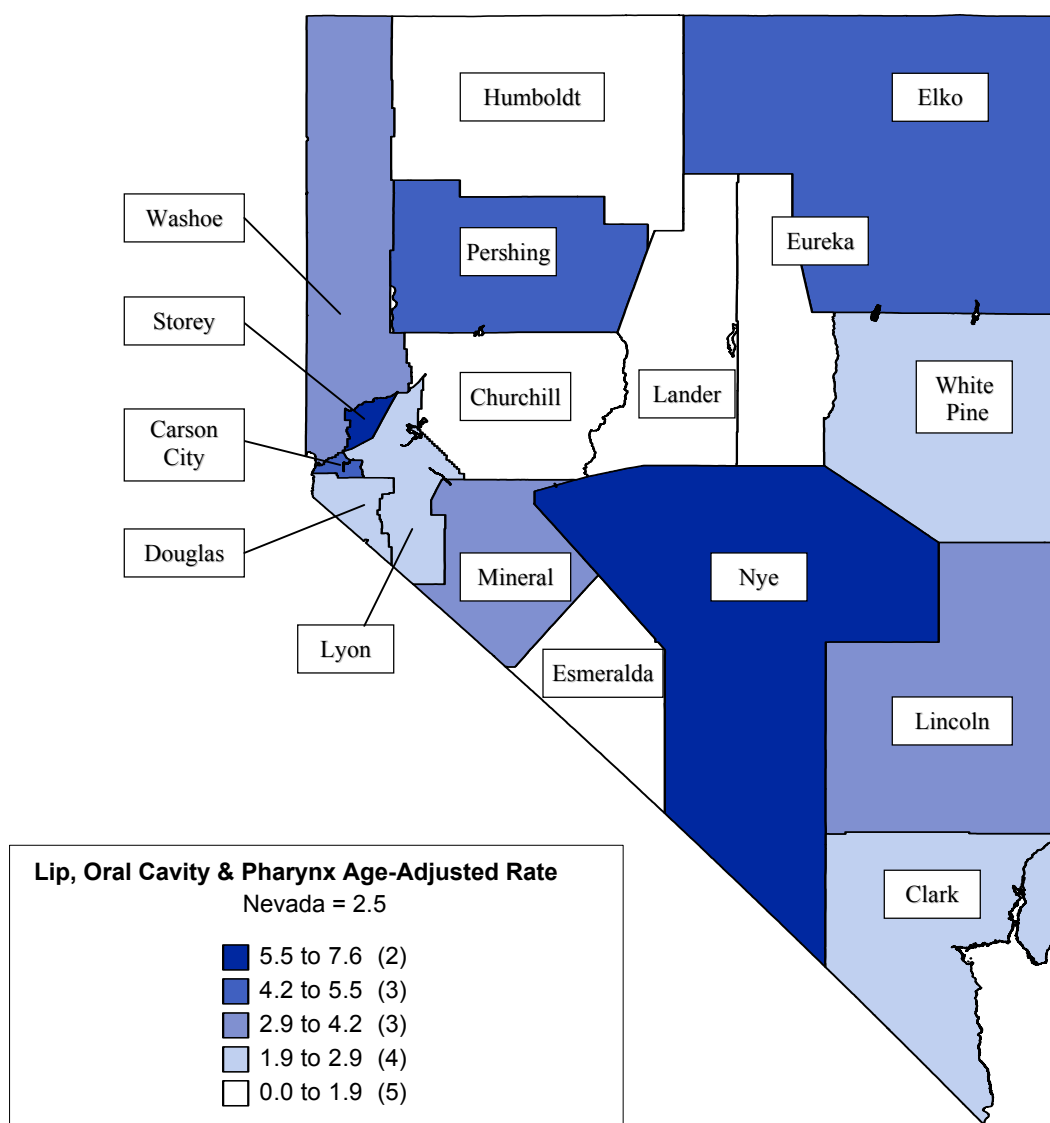 Humboldt
Elko
Washoe
Pershing
Eureka
Storey
Churchill
Lander
White
Pine
Carson
City
Douglas
Mineral
Nye
Lyon
Esmeralda
Lincoln
Clark
Lip, Oral Cavity & Pharynx Age-Adjusted Rate
Nevada = 2.5
5.5 to 7.6 (2)
4.2 to 5.5 (3)
2.9 to 4.2 (3)
1.9 to 2.9 (4)
0.0 to 1.9 (5)